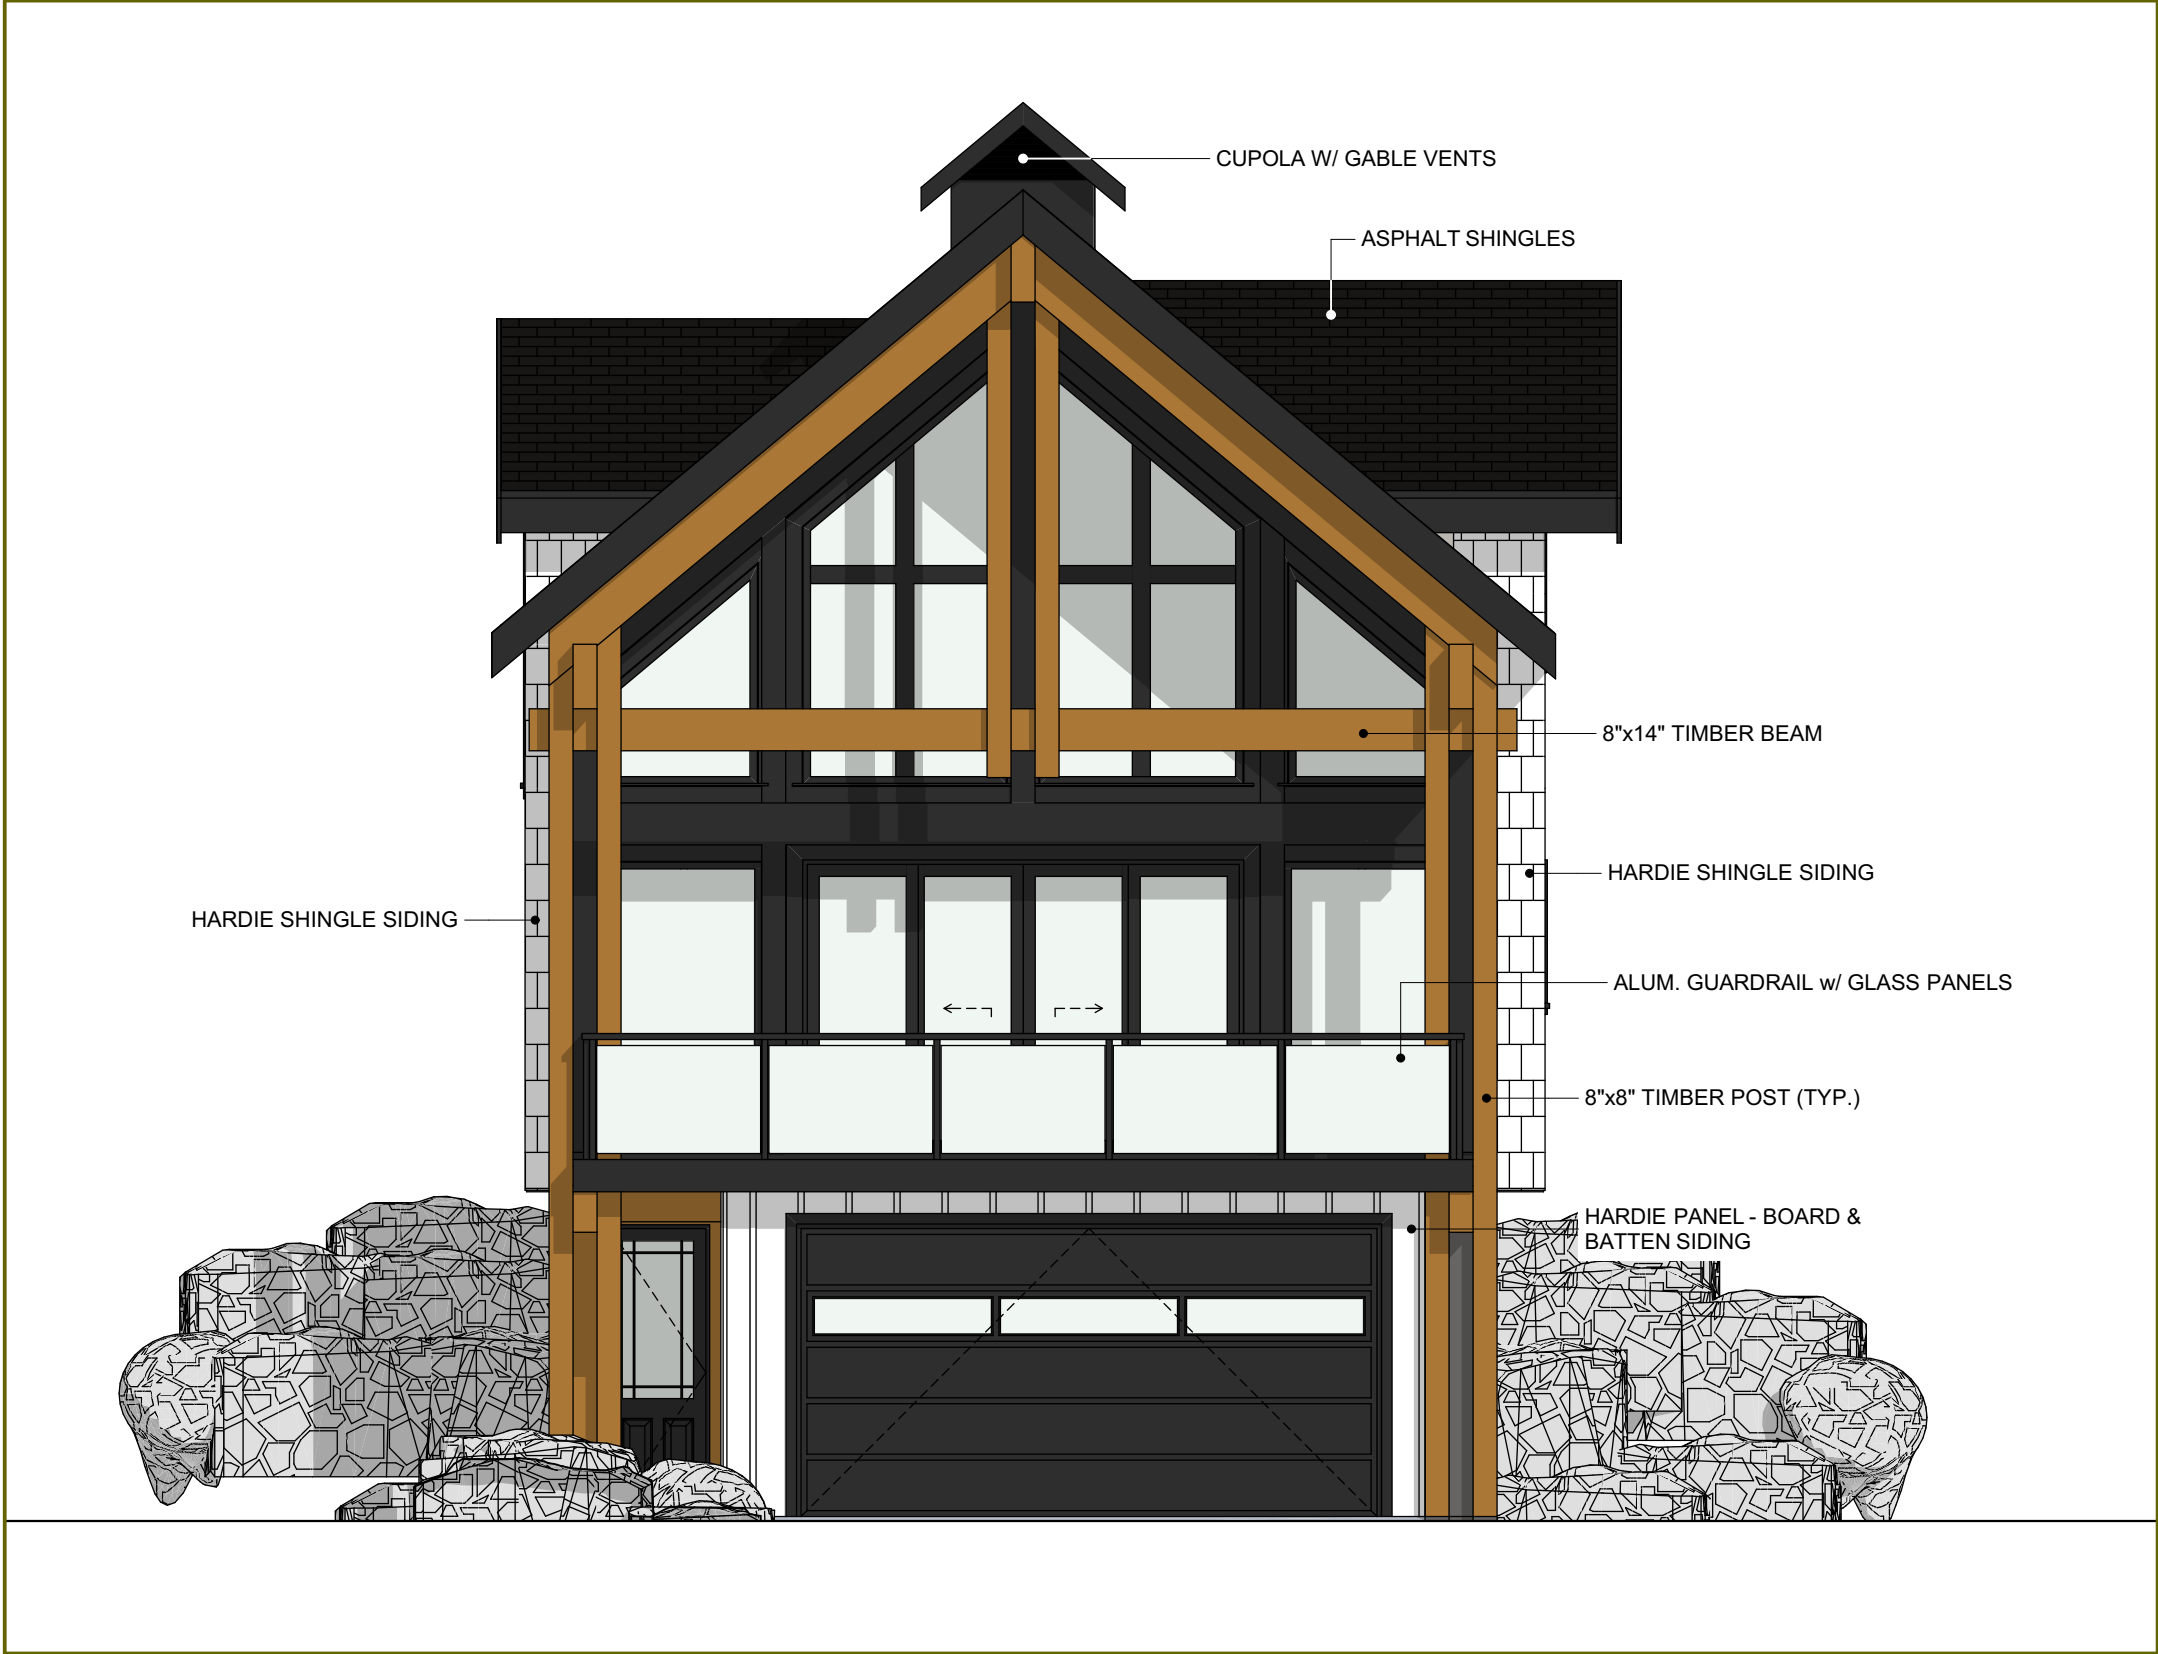 CUPOLA W/ GABLE VENTS
ASPHALT SHINGLES
8"x14" TIMBER BEAM
HARDIE SHINGLE SIDING
HARDIE SHINGLE SIDING
ALUM. GUARDRAIL w/ GLASS PANELS
8"x8" TIMBER POST (TYP.)
HARDIE PANEL - BOARD &
BATTEN SIDING